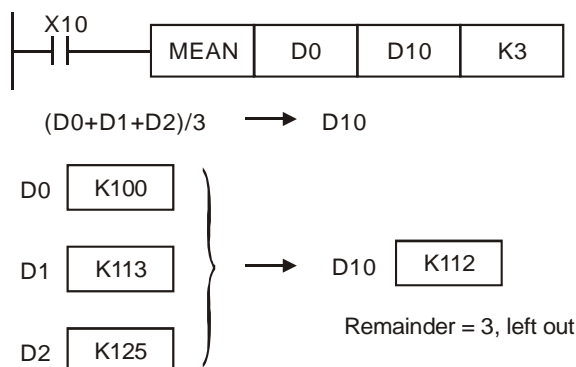 X10
MEAN D0 D10 K3
(D0+D1+D2)/3 D10
D0 K100
D1 K113
D10 K112
Remainder = 3, left out
D2 K125